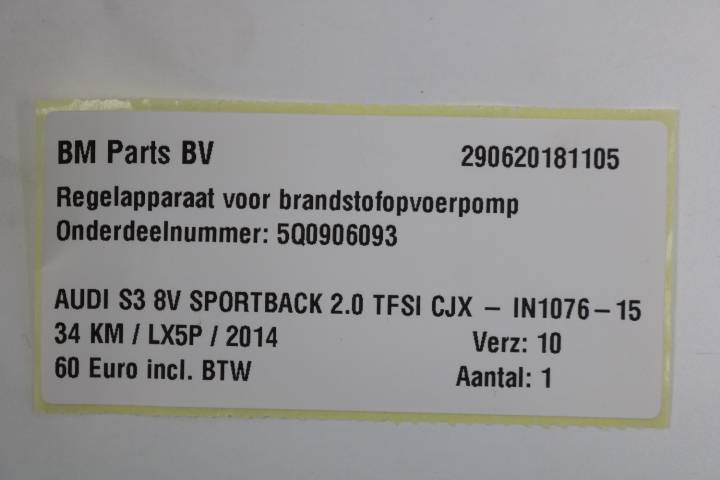 BM Parts BV 290620181105
Regelapparaat voor brandstofopvoerpomp
Onderdeelnummer: 5Q0906093
AUDI S3 8V SPORTBACK 2.0 TFSI CJX – IN1076–15
34 KM / LX5P / 2014 Verz: 10
60 Euro incl. BTW Aantal: 1